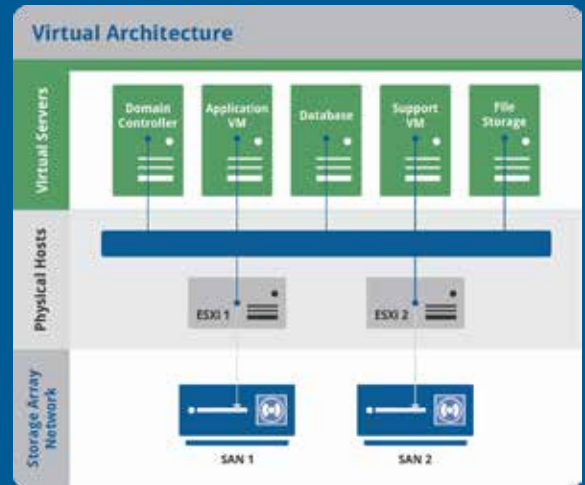 Virtual Architecture
Virtual Servers
Domain
Controller
Application
VM
Database
Support
VM
File
Storage
Physical Hosts
ESXI 1
ESXI 2
Storage Array
Network
SAN 1
SAN 2